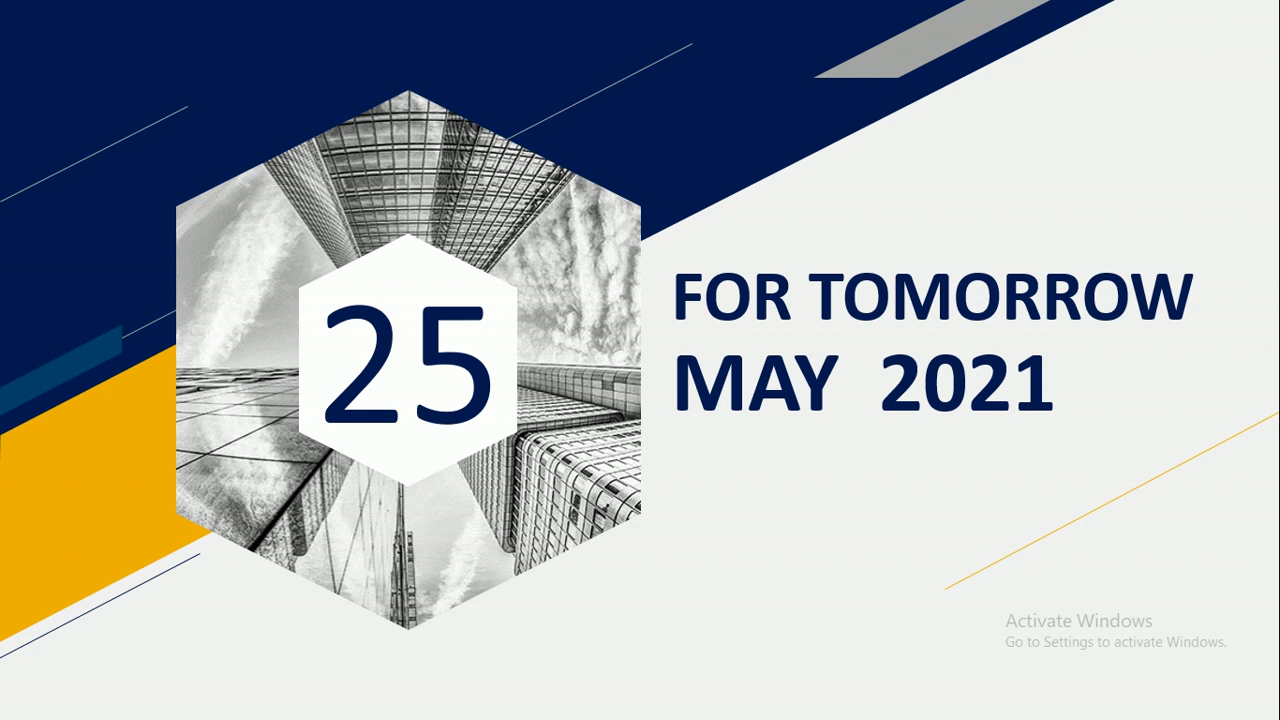 25
FOR TOMORROW
MAY 2021
Activate Windows
Go to Settings to activate Windows.